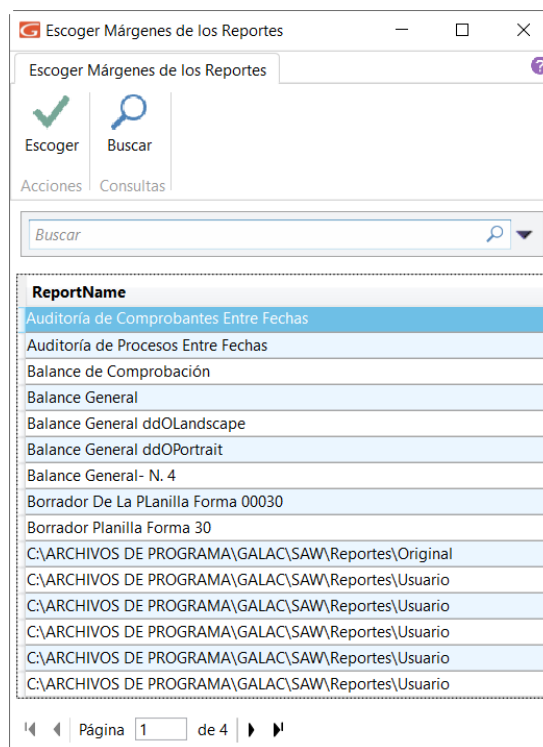 Escoger Márgenes de los Reportes
Escoger Márgenes de los Reportes
?
Escoger
Buscar
Acciones
Consultas
Buscar
ReportName
Auditoría de Comprobantes Entre Fechas
Auditoría de Procesos Entre Fechas
Balance de Comprobación
Balance General
Balance General ddOLandscape
Balance General ddOPortrait
Balance General- N. 4
Borrador De La PLanilla Forma 00030
Borrador Planilla Forma 30
C:\ARCHIVOS DE PROGRAMA\GALAC\SAW\Reportes\Original
C:\ARCHIVOS DE PROGRAMA\GALAC\SAW\Reportes\Usuario
C:\ARCHIVOS DE PROGRAMA\GALAC\SAW\Reportes\Usuario
C:\ARCHIVOS DE PROGRAMA\GALAC\SAW\Reportes\Usuario
C:\ARCHIVOS DE PROGRAMA\GALAC\SAW\Reportes\Usuario
C:\ARCHIVOS DE PROGRAMA\GALAC\SAW\Reportes\Usuario
Página 1 de 4